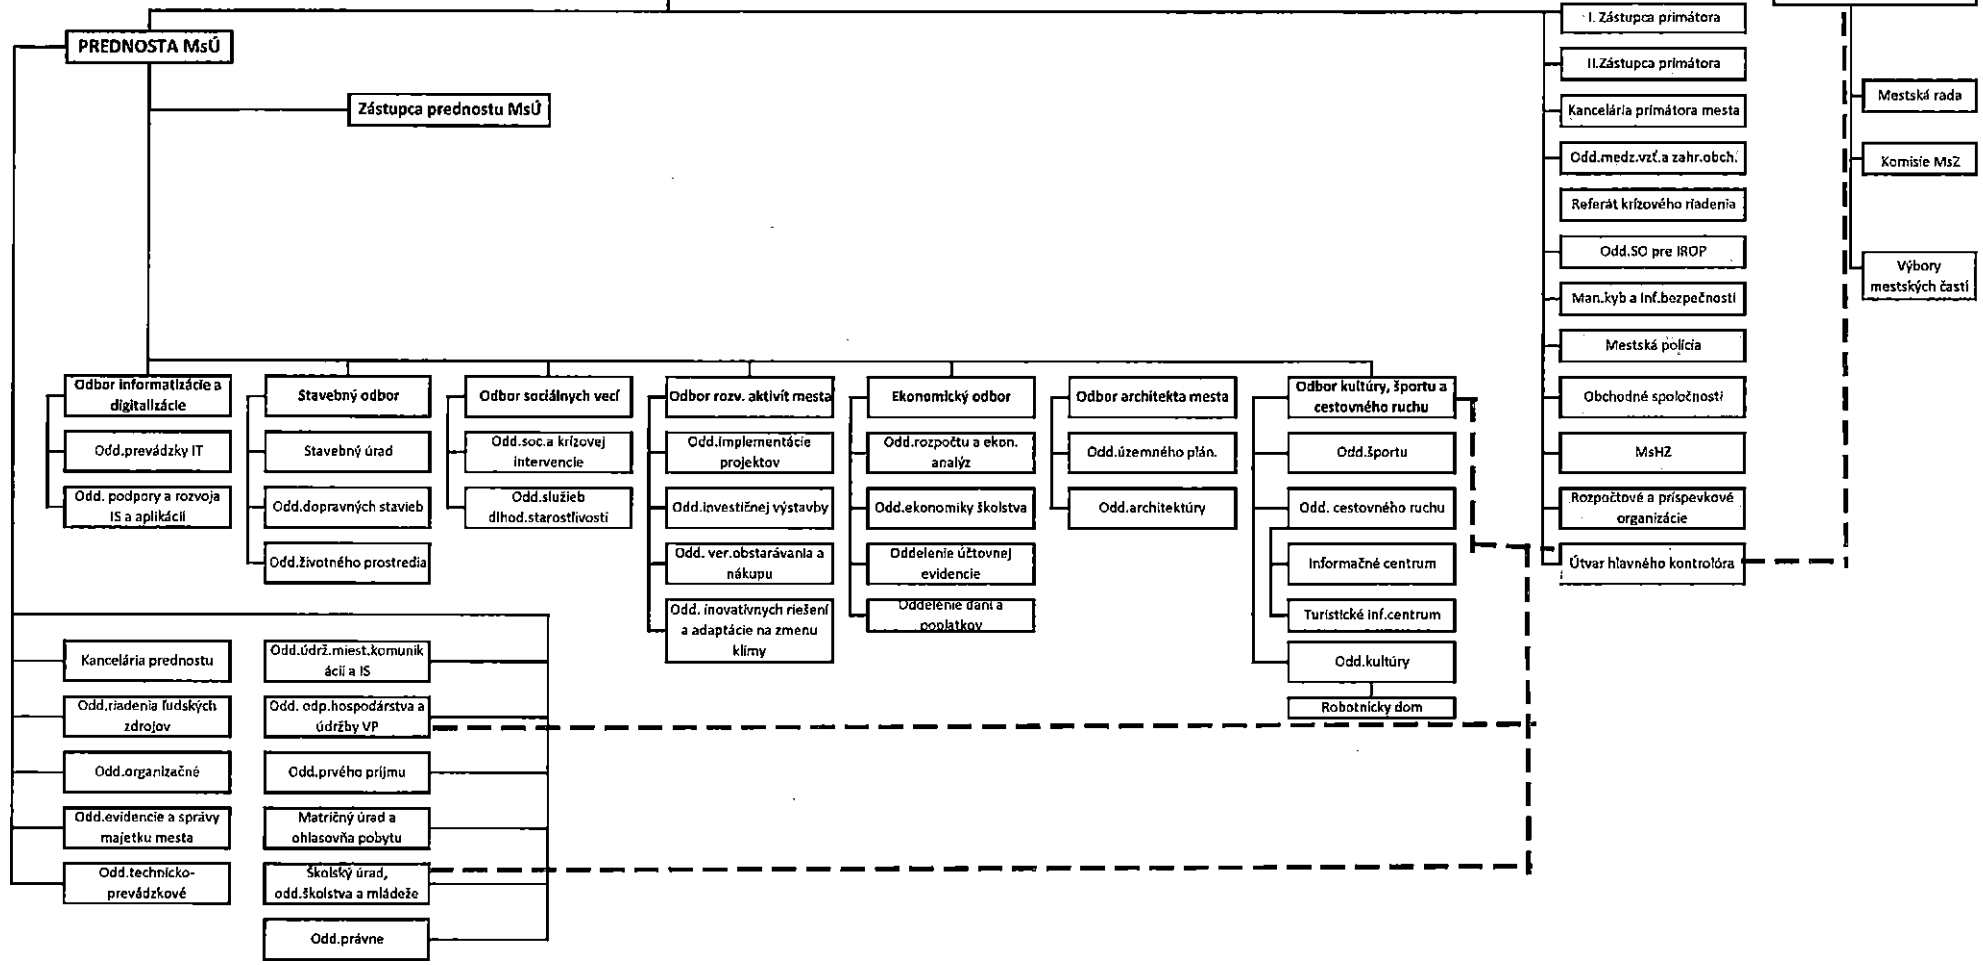 PREDNOSTA MsÚ
Zástupca prednostu MsÚ
I. Zástupca primátora
II.Zástupca primátora
Kancelária primátora mesta
Odd.medz.vzť.a zahr.obch.
Referát krízového riadenia
Odd.SO pre IROP
Man.kyb a inf.bezpečnosti
Mestská polícia
Obchodné spoločnosti
MsHZ
Rozpočtové a príspevkové
organizácie
Útvar hlavného kontrolóra
Mestská rada
Komisie MsZ
Výbory
mestských častí
Odbor informatizácie a
digitalizácie
Odd.prevádzky IT
Odd. podpory a rozvoja
IS a aplikácií
Stavebný odbor
Stavebný úrad
Odd.dopravných stavieb
Odd.životného prostredia
Odbor sociálnych vecí
Odd.soc.a krízovej
intervencie
Odd.služieb
dlhod.starostlivosti
Odbor rozv. aktivít mesta
Odd.implementácie
projektov
Odd.investičnej výstavby
Odd. ver.obstarávania a
nákupu
Odd. inovatívnych riešení
a adaptácie na zmenu
klímy
Ekonomický odbor
Odd.rozpočtu a ekon.
analýz
Odd.ekonomiky školstva
Oddelenie účtovnej
evidencie
Oddelenie daní a
poplatkov
Odbor architekta mesta
Odd.územného plán.
Odd.architektúry
Odbor kultúry, športu a
cestovného ruchu
Odd.športu
Odd. cestovného ruchu
Informačné centrum
Turistické inf.centrum
Odd.kultúry
Robotnícky dom
Kancelária prednostu
Odd.riadenia ľudských
zdrojov
Odd.organizačné
Odd.evidencie a správy
majetku mesta
Odd.technicko-
prevádzkové
Odd.údrž.miest.komunik
ácií a IS
Odd. odp.hospodárstva a
údržby VP
Odd.prvého príjmu
Matričný úrad a
ohlasovňa pobytu
Školský úrad,
odd.školstva a mládeže
Odd.právne